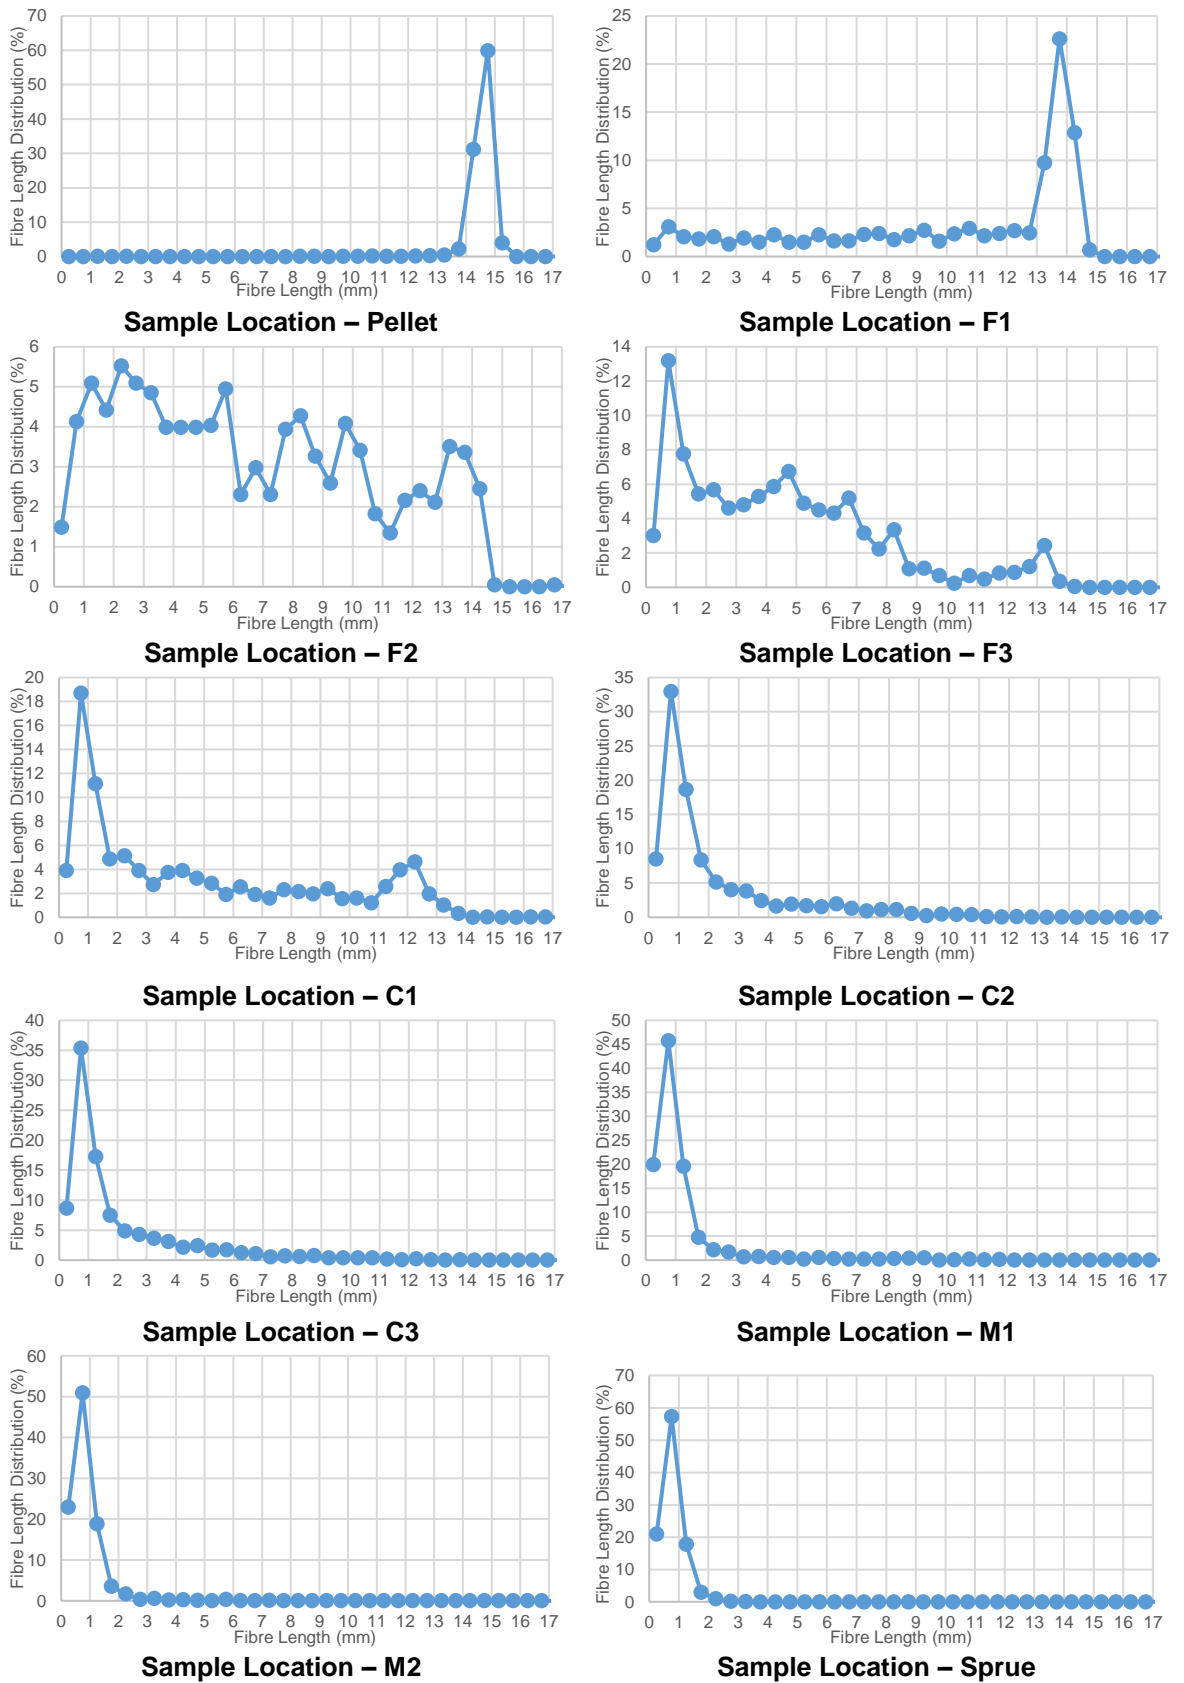 Fibre Length Distribution (%)
70
60
50
40
30
20
10
0
0 1 2 3 4 5 6 7 8 9 10 11 12 13 14 15 16 17
Fibre Length (mm)
Sample Location – Pellet
Fibre Length Distribution (%)
25
20
15
10
5
0
0 1 2 3 4 5 6 7 8 9 10 11 12 13 14 15 16 17
Fibre Length (mm)
Sample Location – F1
Fibre Length Distribution (%)
6
5
4
3
2
1
0
0 1 2 3 4 5 6 7 8 9 10 11 12 13 14 15 16 17
Fibre Length (mm)
Sample Location – F2
Fibre Length Distribution (%)
14
12
10
8
6
4
2
0
0 1 2 3 4 5 6 7 8 9 10 11 12 13 14 15 16 17
Fibre Length (mm)
Sample Location – F3
Fibre Length Distribution (%)
20
18
16
14
12
10
8
6
4
2
0
0 1 2 3 4 5 6 7 8 9 10 11 12 13 14 15 16 17
Fibre Length (mm)
Sample Location – C1
Fibre Length Distribution (%)
35
30
25
20
15
10
5
0
0 1 2 3 4 5 6 7 8 9 10 11 12 13 14 15 16 17
Fibre Length (mm)
Sample Location – C2
Fibre Length Distribution (%)
40
35
30
25
20
15
10
5
0
0 1 2 3 4 5 6 7 8 9 10 11 12 13 14 15 16 17
Fibre Length (mm)
Sample Location – C3
Fibre Length Distribution (%)
50
45
40
35
30
25
20
15
10
5
0
0 1 2 3 4 5 6 7 8 9 10 11 12 13 14 15 16 17
Fibre Length (mm)
Sample Location – M1
Fibre Length Distribution (%)
60
50
40
30
20
10
0
0 1 2 3 4 5 6 7 8 9 10 11 12 13 14 15 16 17
Fibre Length (mm)
Sample Location – M2
Fibre Length Distribution (%)
70
60
50
40
30
20
10
0
0 1 2 3 4 5 6 7 8 9 10 11 12 13 14 15 16 17
Fibre Length (mm)
Sample Location – Sprue